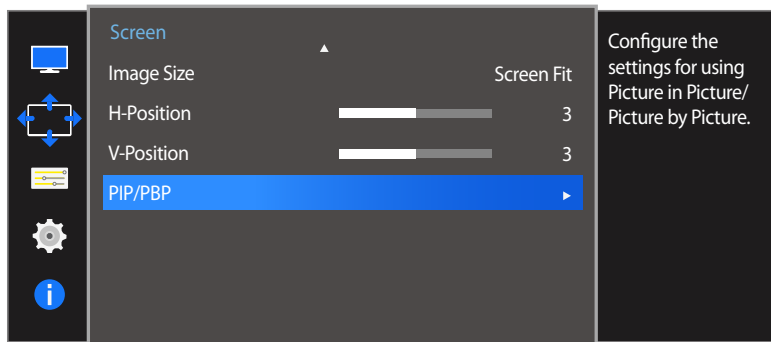 Screen
Image Size Screen Fit
H-Position 3
V-Position 3
PIP/PBP
Configure the
settings for using
Picture in Picture/
Picture by Picture.